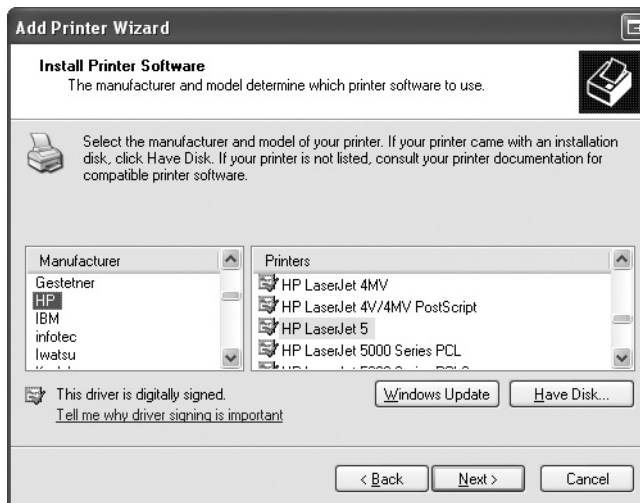 Add Printer Wizard
Install Printer Software
The manufacturer and model determine which printer software to use.
Select the manufacturer and model of your printer. If your printer came with an installation
disk, click Have Disk. If your printer is not listed, consult your printer documentation for
compatible printer software.
Manufacturer
Gestetner
HP
IBM
infotec
Iwatsu
Printers
HP LaserJet 4MV
HP LaserJet 4V/4MV PostScript
HP LaserJet 5
HP LaserJet 5000 Series PCL
This driver is digitally signed.
Tell me why driver signing is important
Windows Update
Have Disk...
< Back
Next >
Cancel